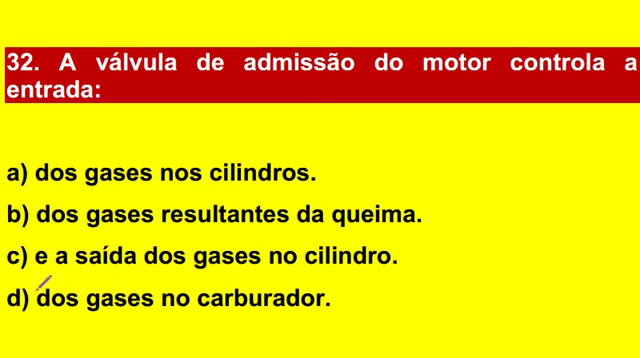 32. A válvula de admissão do motor controla a
entrada:
a) dos gases nos cilindros.
b) dos gases resultantes da queima.
c) e a saída dos gases no cilindro.
d) dos gases no carburador.